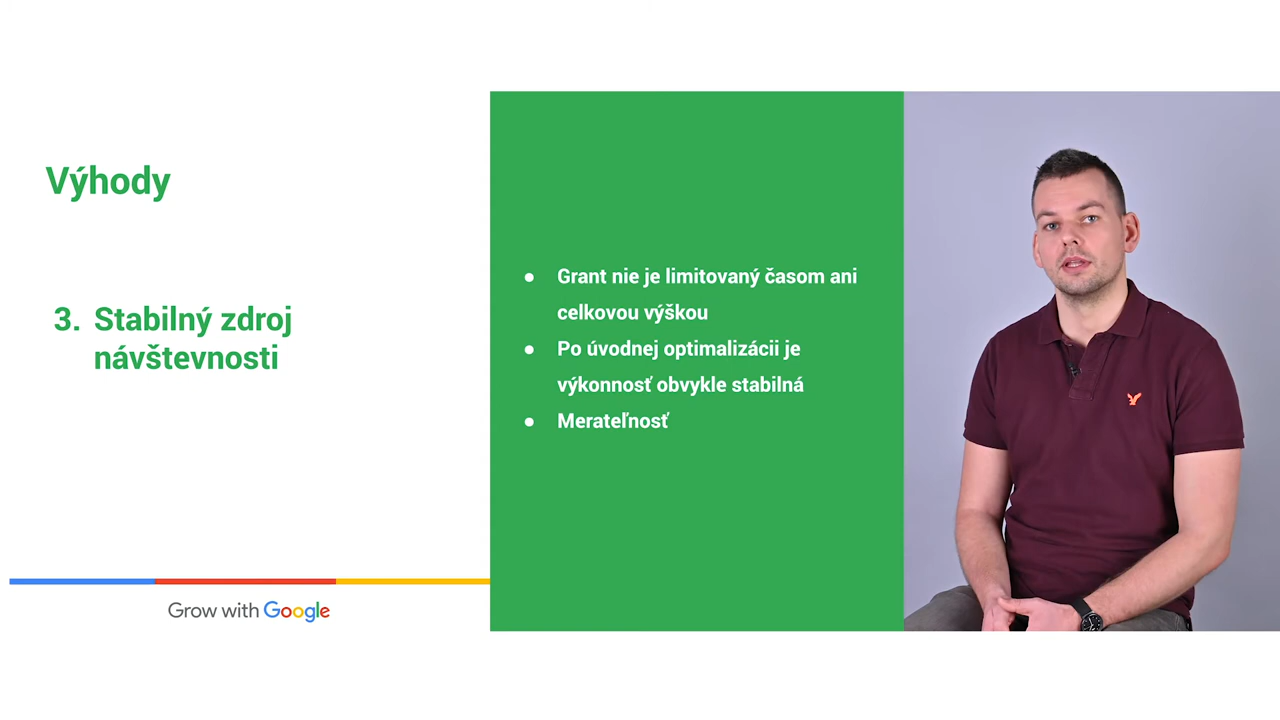 Výhody
3. Stabilný zdroj
návštevnosti
● Grant nie je limitovaný časom ani
celkovou výškou
● Po úvodnej optimalizácii je
výkonnosť obvykle stabilná
● Merateľnosť
Grow with Google